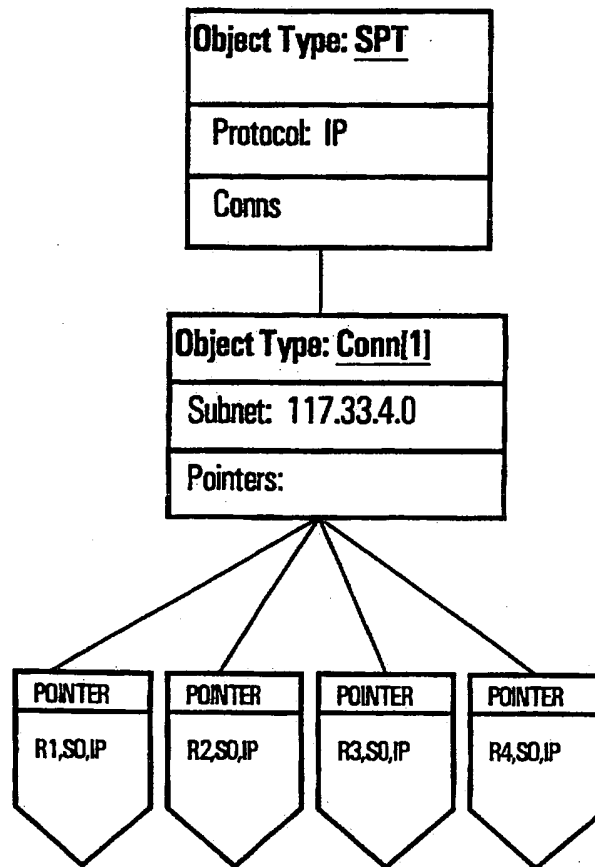 Object Type: SPT
Protocol: IP
Conns
Object Type: Conn[1]
Subnet: 117.33.4.0
Pointers:
POINTER
R1,S0,IP
POINTER
R2,S0,IP
POINTER
R3,S0,IP
POINTER
R4,S0,IP